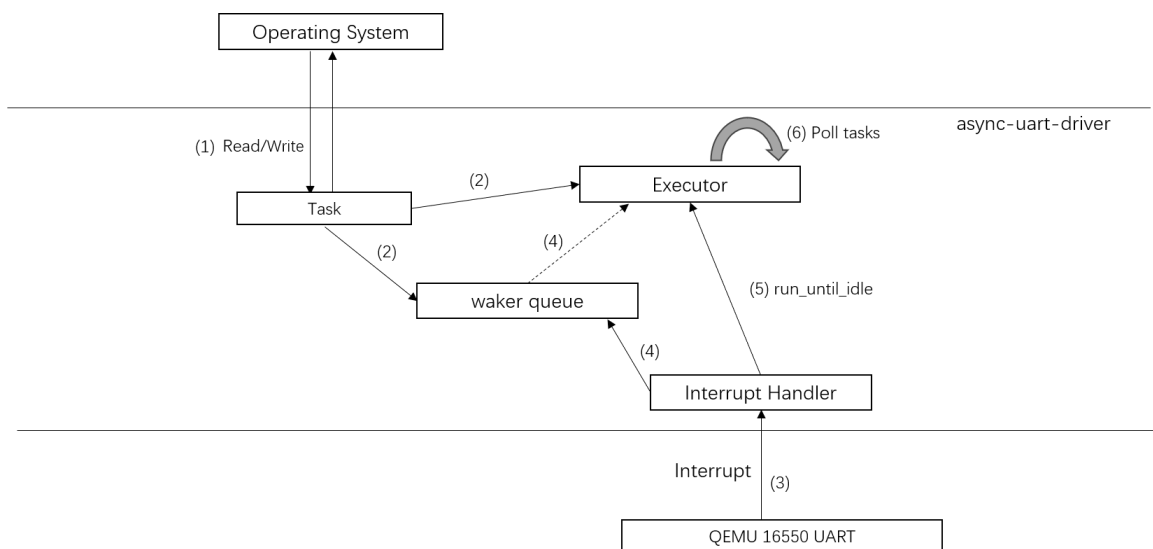 Operating System
async-uart-driver
(6) Poll tasks
(1) Read/Write
Executor
(2)
Task
(4)
(2)
(5) run_until_idle
waker queue
(4)
Interrupt Handler
Interrupt
(3)
QEMU 16550 UART